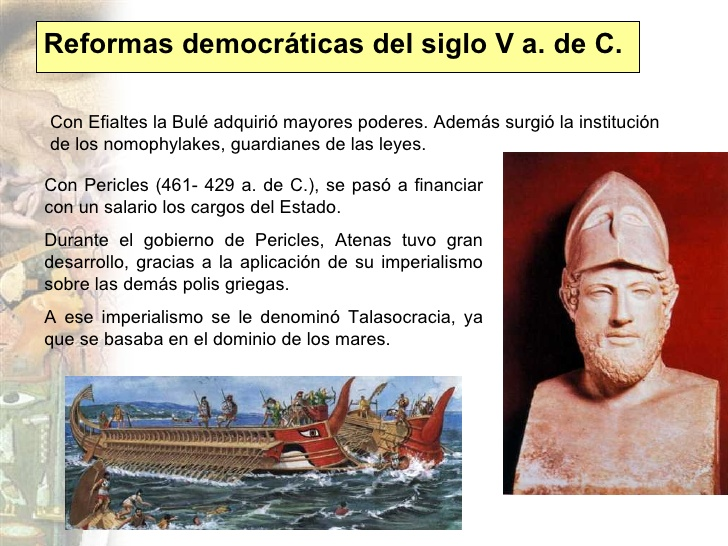 Reformas democráticas del siglo V a. de C.
Con Efialtes la Bulé adquirió mayores poderes. Además surgió la institución
de los nomophylakes, guardianes de las leyes.
Con Pericles (461- 429 a. de C.), se pasó a financiar
con un salario los cargos del Estado.
Durante el gobierno de Pericles, Atenas tuvo gran
desarrollo, gracias a la aplicación de su imperialismo
sobre las demás polis griegas.
A ese imperialismo se le denominó Talasocracia, ya
que se basaba en el dominio de los mares.